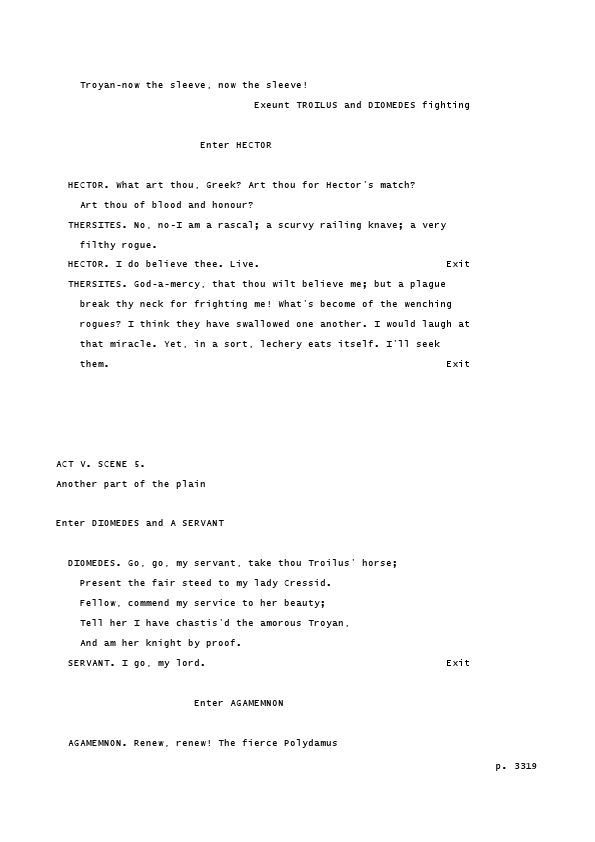 Troyan-now the sleeve, now the sleeve!
Exeunt TROILUS and DIOMEDES fighting
Enter HECTOR
HECTOR. What art thou, Greek? Art thou for Hector's match?
Art thou of blood and honour?
THERSITES. No, no-I am a rascal; a scurvy railing knave; a very
filthy rogue.
HECTOR. I do believe thee. Live. Exit
THERSITES. God-a-mercy, that thou wilt believe me; but a plague
break thy neck for frighting me! What's become of the wenching
rogues? I think they have swallowed one another. I would laugh at
that miracle. Yet, in a sort, lechery eats itself. I'll seek
them. Exit
ACT V. SCENE 5.
Another part of the plain
Enter DIOMEDES and A SERVANT
DIOMEDES. Go, go, my servant, take thou Troilus' horse;
Present the fair steed to my lady Cressid.
Fellow, commend my service to her beauty;
Tell her I have chastis'd the amorous Troyan,
And am her knight by proof.
SERVANT. I go, my lord. Exit
Enter AGAMEMNON
AGAMEMNON. Renew, renew! The fierce Polydamus
p. 3319